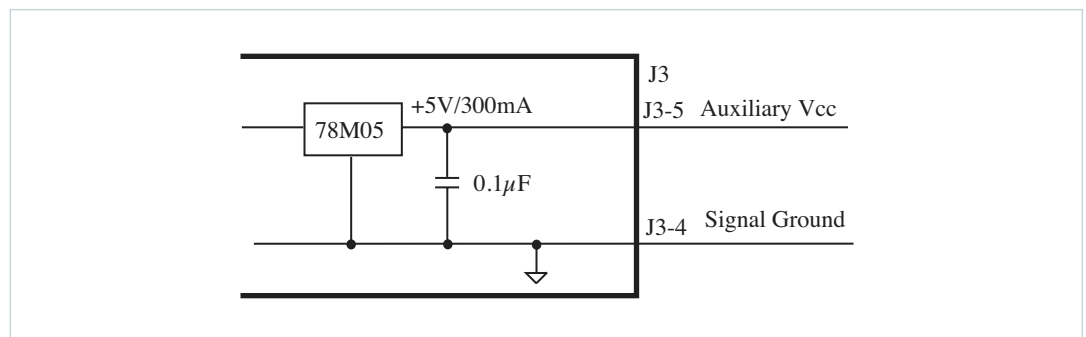 J3
+5V/300mA
J3-5 Auxiliary Vcc
78M05
0.1µF
J3-4 Signal Ground